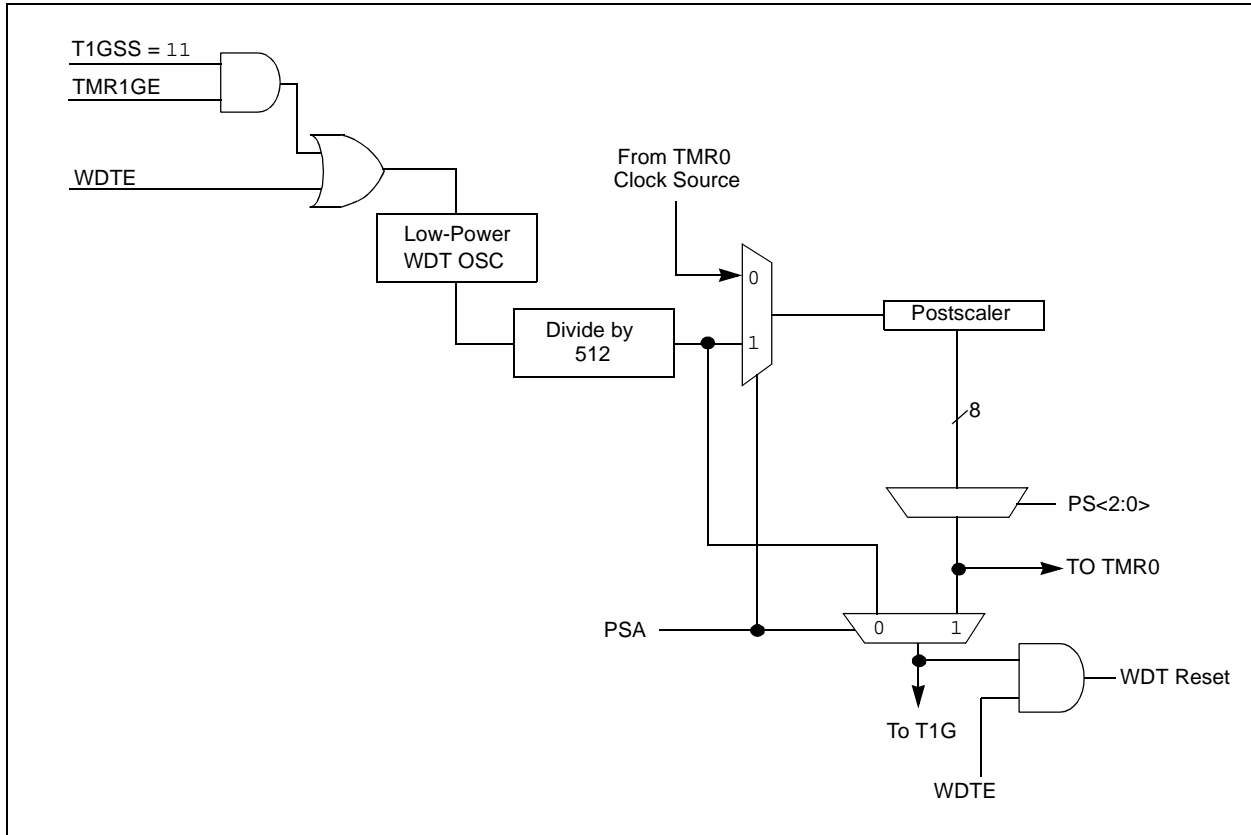 T1GSS = 11
TMR1GE
WDTE
From TMR0
Clock Source
Low-Power
WDT OSC
0
Postscaler
Divide by
512
1
8
PS<2:0>
TO TMR0
PSA
0
1
WDT Reset
To T1G
WDTE